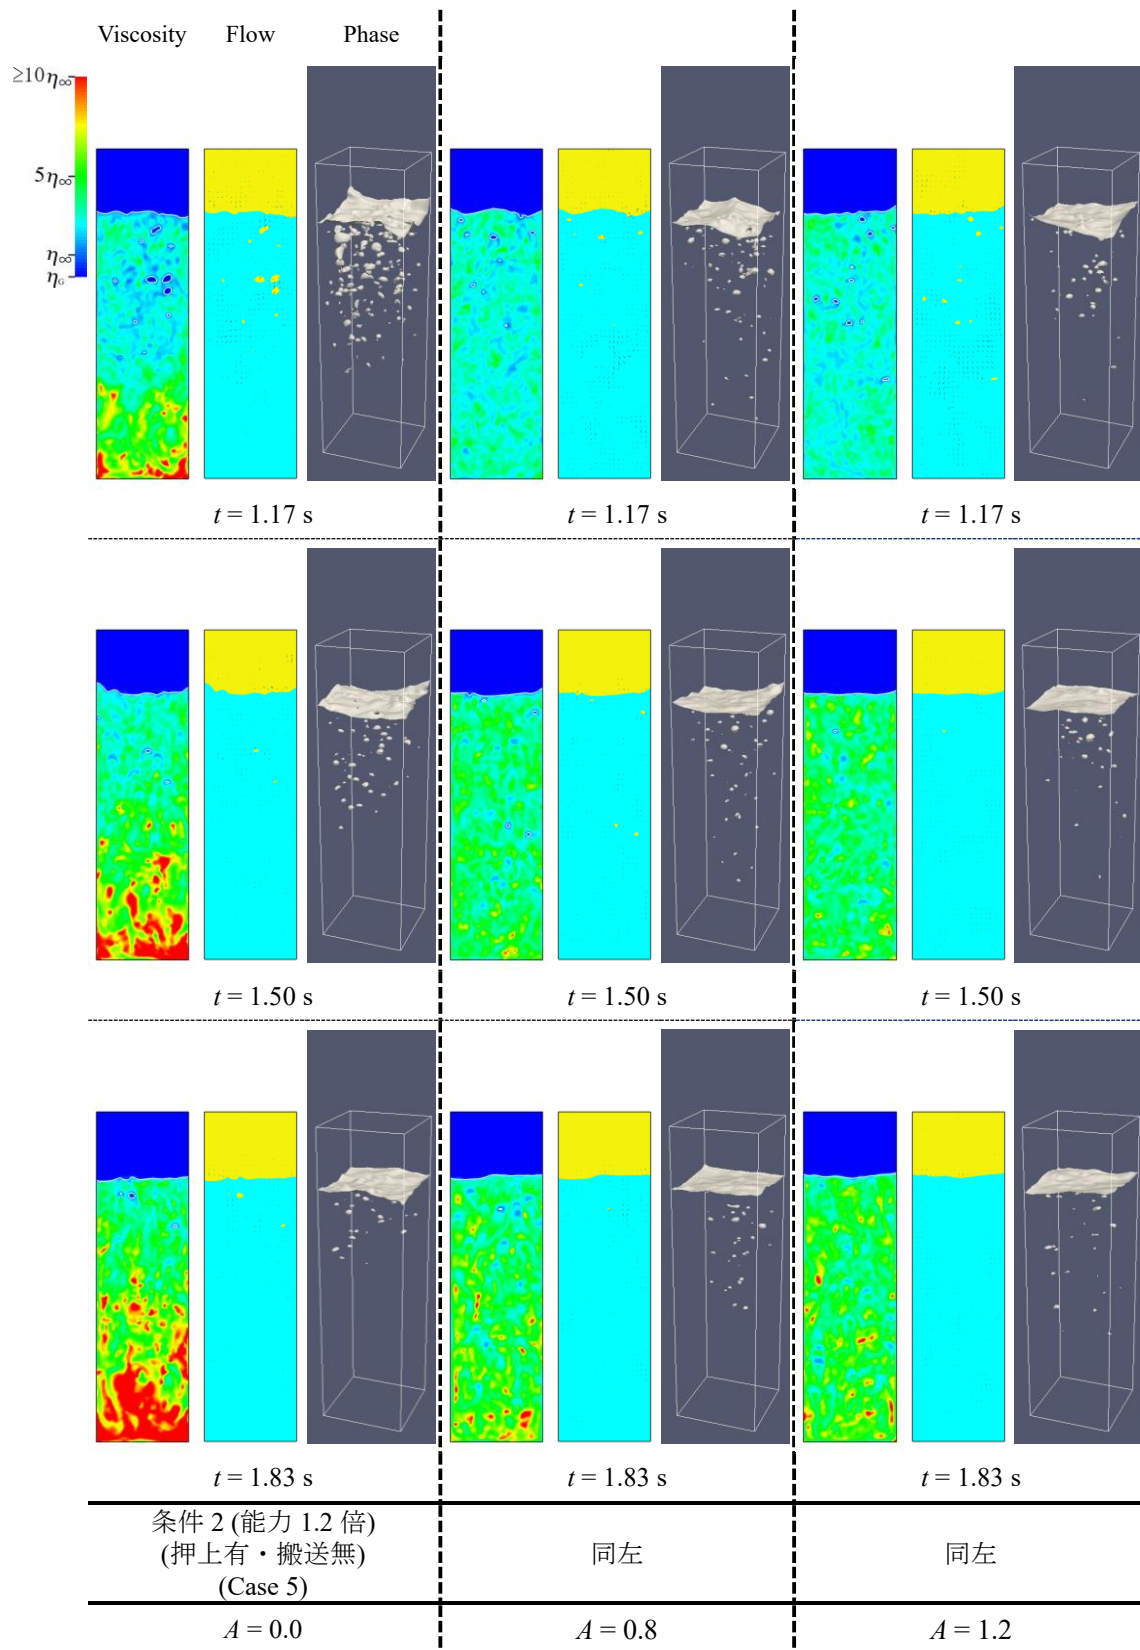 Viscosity Flow Phase
≥10η∞
5η∞
η∞
ηG
t = 1.17 s
t = 1.17 s
t = 1.17 s
t = 1.50 s
t = 1.50 s
t = 1.50 s
t = 1.83 s
t = 1.83 s
t = 1.83 s
条件 2 (能力 1.2 倍)
(押上有・搬送無)
(Case 5)
同左
同左
A = 0.0
A = 0.8
A = 1.2